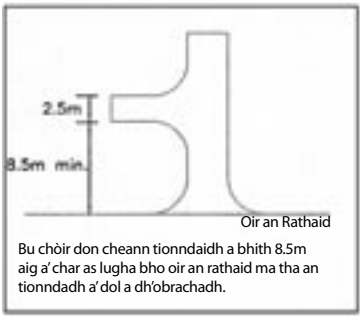 2.5m
8.5m min.
Oir an Rathaid
Bu chòir don cheann tionndaidh a bhith 8.5m
aig a’ char as lugha bho oir an rathaid ma tha an
tionndadh a’ dol a dh’obrachadh.